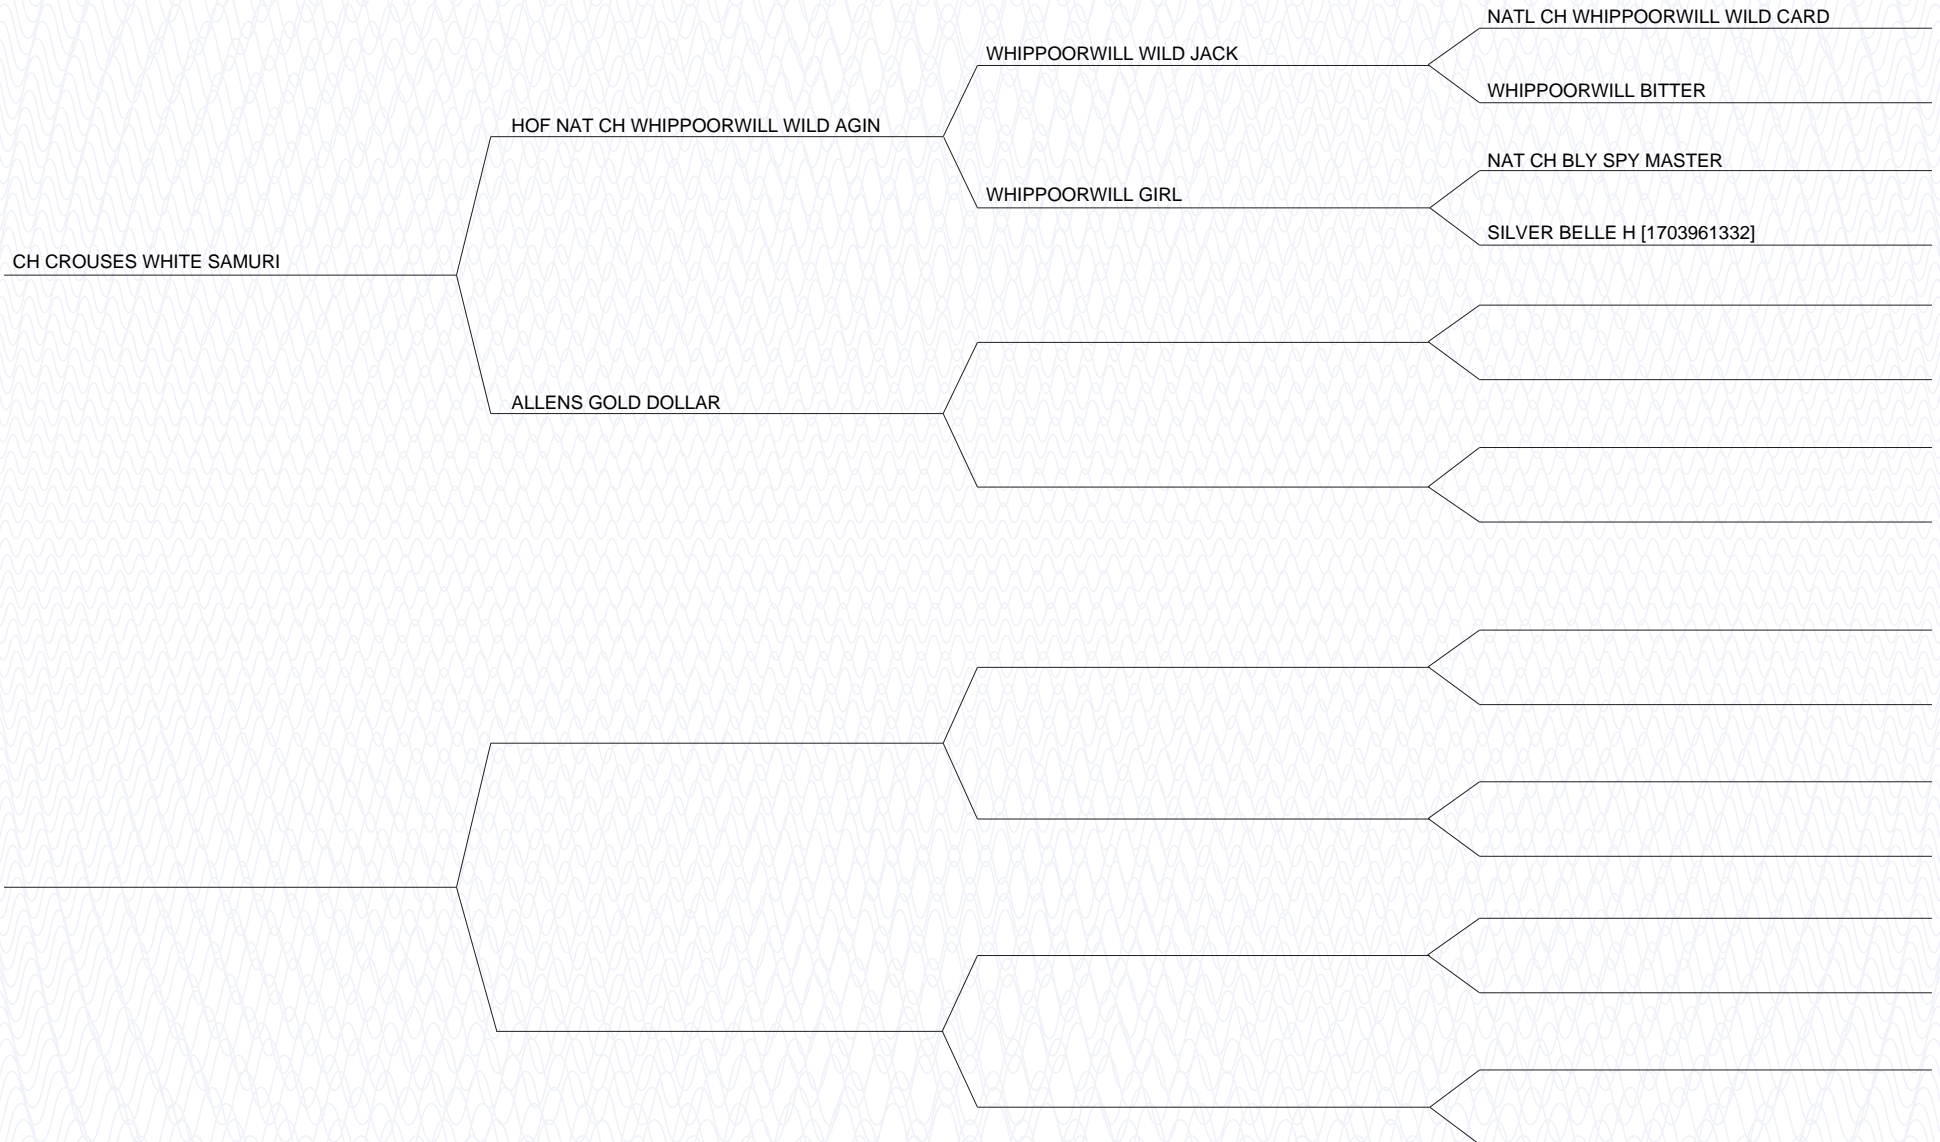 NATL CH WHIPPOORWILL WILD CARD
WHIPPOORWILL WILD JACK
WHIPPOORWILL BITTER
HOF NAT CH WHIPPOORWILL WILD AGIN
NAT CH BLY SPY MASTER
WHIPPOORWILL GIRL
SILVER BELLE H [1703961332]
CH CROUSES WHITE SAMURI
ALLENS GOLD DOLLAR